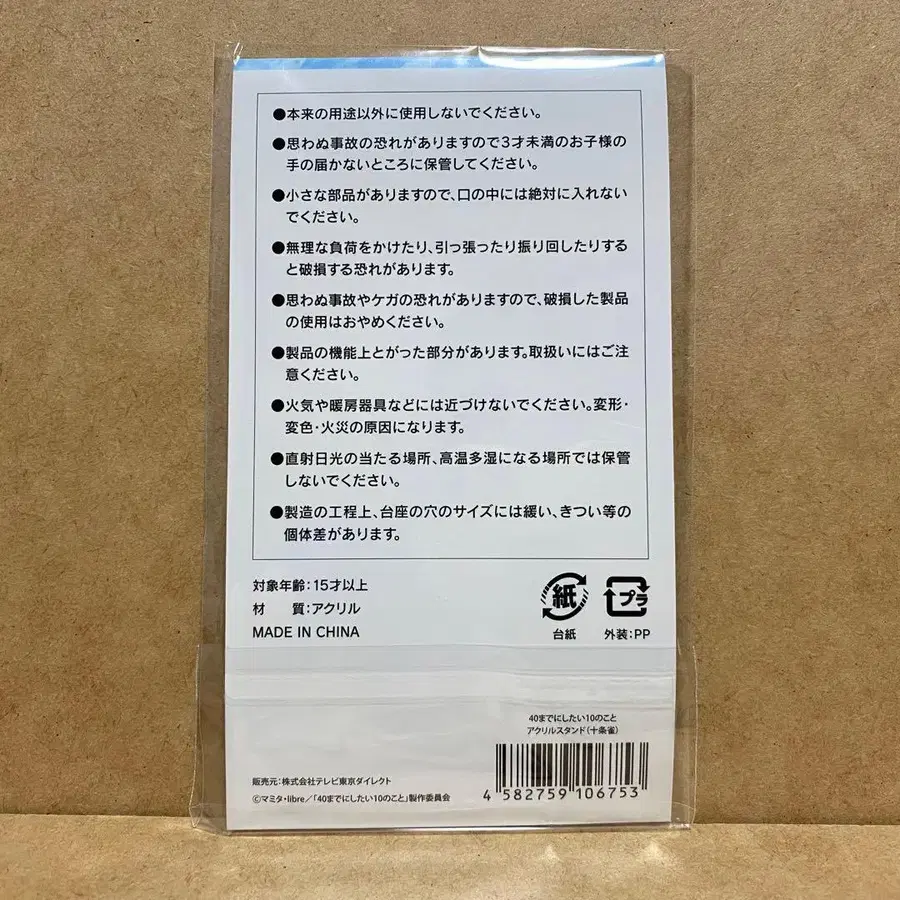 ●本来の用途以外に使用しないでください。
●思わぬ事故の恐れがありますので3才未満のお子様の
手の届かないところに保管してください。
●小さな部品がありますので、口の中には絶対に入れない
でください。
●無理な負荷をかけたり、引っ張ったり振り回したりする
と破損する恐れがあります。
●思わぬ事故やケガの恐れがありますので、破損した製品
の使用はおやめください。
●製品の機能上とがった部分があります。取扱いにはご注
意ください。
●火気や暖房器具などには近づけないでください。変形・
変色・火災の原因になります。
●直射日光の当たる場所、高温多湿になる場所では保管
しないでください。
●製造の工程上、台座の穴のサイズには緩い、きつい等の
個体差があります。
対象年齢:15才以上
材 質:アクリル
MADE IN CHINA
紙
台紙
プラ
外装:PP
40までにしたい10のこと
アクリルスタンド(十条雀)
4 582759 106753
販売元:株式会社テレビ東京ダイレクト
©マミタ・libre/「40までにしたい10のこと」製作委員会